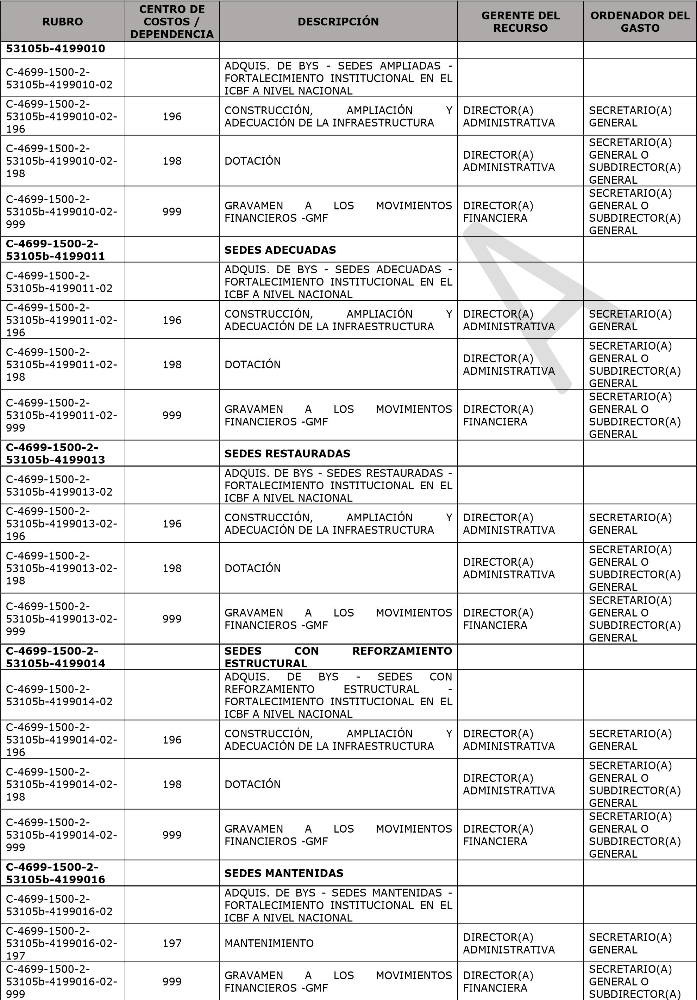 RUBRO
CENTRO DE
COSTOS /
DEPENDENCIA
DESCRIPCIÓN
GERENTE DEL
RECURSO
ORDENADOR DEL
GASTO
53105b-4199010
C-4699-1500-2-
53105b-4199010-02
ADQUIS. DE BYS - SEDES AMPLIADAS -
FORTALECIMIENTO INSTITUCIONAL EN EL
ICBF A NIVEL NACIONAL
C-4699-1500-2-
53105b-4199010-02-
196
196
CONSTRUCCIÓN, AMPLIACIÓN Y
ADECUACIÓN DE LA INFRAESTRUCTURA
DIRECTOR(A)
ADMINISTRATIVA
SECRETARIO(A)
GENERAL
C-4699-1500-2-
53105b-4199010-02-
198
198
DOTACIÓN
DIRECTOR(A)
ADMINISTRATIVA
SECRETARIO(A)
GENERAL O
SUBDIRECTOR(A)
GENERAL
C-4699-1500-2-
53105b-4199010-02-
999
999
GRAVAMEN A LOS MOVIMIENTOS
FINANCIEROS -GMF
DIRECTOR(A)
FINANCIERA
SECRETARIO(A)
GENERAL O
SUBDIRECTOR(A)
GENERAL
C-4699-1500-2-
53105b-4199011
SEDES ADECUADAS
C-4699-1500-2-
53105b-4199011-02
ADQUIS. DE BYS - SEDES ADECUADAS -
FORTALECIMIENTO INSTITUCIONAL EN EL
ICBF A NIVEL NACIONAL
C-4699-1500-2-
53105b-4199011-02-
196
196
CONSTRUCCIÓN, AMPLIACIÓN Y
ADECUACIÓN DE LA INFRAESTRUCTURA
DIRECTOR(A)
ADMINISTRATIVA
SECRETARIO(A)
GENERAL
C-4699-1500-2-
53105b-4199011-02-
198
198
DOTACIÓN
DIRECTOR(A)
ADMINISTRATIVA
SECRETARIO(A)
GENERAL O
SUBDIRECTOR(A)
GENERAL
C-4699-1500-2-
53105b-4199011-02-
999
999
GRAVAMEN A LOS MOVIMIENTOS
FINANCIEROS -GMF
DIRECTOR(A)
FINANCIERA
SECRETARIO(A)
GENERAL O
SUBDIRECTOR(A)
GENERAL
C-4699-1500-2-
53105b-4199013
SEDES RESTAURADAS
C-4699-1500-2-
53105b-4199013-02
ADQUIS. DE BYS - SEDES RESTAURADAS -
FORTALECIMIENTO INSTITUCIONAL EN EL
ICBF A NIVEL NACIONAL
C-4699-1500-2-
53105b-4199013-02-
196
196
CONSTRUCCIÓN, AMPLIACIÓN Y
ADECUACIÓN DE LA INFRAESTRUCTURA
DIRECTOR(A)
ADMINISTRATIVA
SECRETARIO(A)
GENERAL
C-4699-1500-2-
53105b-4199013-02-
198
198
DOTACIÓN
DIRECTOR(A)
ADMINISTRATIVA
SECRETARIO(A)
GENERAL O
SUBDIRECTOR(A)
GENERAL
C-4699-1500-2-
53105b-4199013-02-
999
999
GRAVAMEN A LOS MOVIMIENTOS
FINANCIEROS -GMF
DIRECTOR(A)
FINANCIERA
SECRETARIO(A)
GENERAL O
SUBDIRECTOR(A)
GENERAL
C-4699-1500-2-
53105b-4199014
SEDES CON REFORZAMIENTO
ESTRUCTURAL
C-4699-1500-2-
53105b-4199014-02
ADQUIS. DE BYS - SEDES CON
REFORZAMIENTO ESTRUCTURAL -
FORTALECIMIENTO INSTITUCIONAL EN EL
ICBF A NIVEL NACIONAL
C-4699-1500-2-
53105b-4199014-02-
196
196
CONSTRUCCIÓN, AMPLIACIÓN Y
ADECUACIÓN DE LA INFRAESTRUCTURA
DIRECTOR(A)
ADMINISTRATIVA
SECRETARIO(A)
GENERAL
C-4699-1500-2-
53105b-4199014-02-
198
198
DOTACIÓN
DIRECTOR(A)
ADMINISTRATIVA
SECRETARIO(A)
GENERAL O
SUBDIRECTOR(A)
GENERAL
C-4699-1500-2-
53105b-4199014-02-
999
999
GRAVAMEN A LOS MOVIMIENTOS
FINANCIEROS -GMF
DIRECTOR(A)
FINANCIERA
SECRETARIO(A)
GENERAL O
SUBDIRECTOR(A)
GENERAL
C-4699-1500-2-
53105b-4199016
SEDES MANTENIDAS
C-4699-1500-2-
53105b-4199016-02
ADQUIS. DE BYS - SEDES MANTENIDAS -
FORTALECIMIENTO INSTITUCIONAL EN EL
ICBF A NIVEL NACIONAL
C-4699-1500-2-
53105b-4199016-02-
197
197
MANTENIMIENTO
DIRECTOR(A)
ADMINISTRATIVA
SECRETARIO(A)
GENERAL
C-4699-1500-2-
53105b-4199016-02-
999
999
GRAVAMEN A LOS MOVIMIENTOS
FINANCIEROS -GMF
DIRECTOR(A)
FINANCIERA
SECRETARIO(A)
GENERAL O
SUBDIRECTOR(A)
A